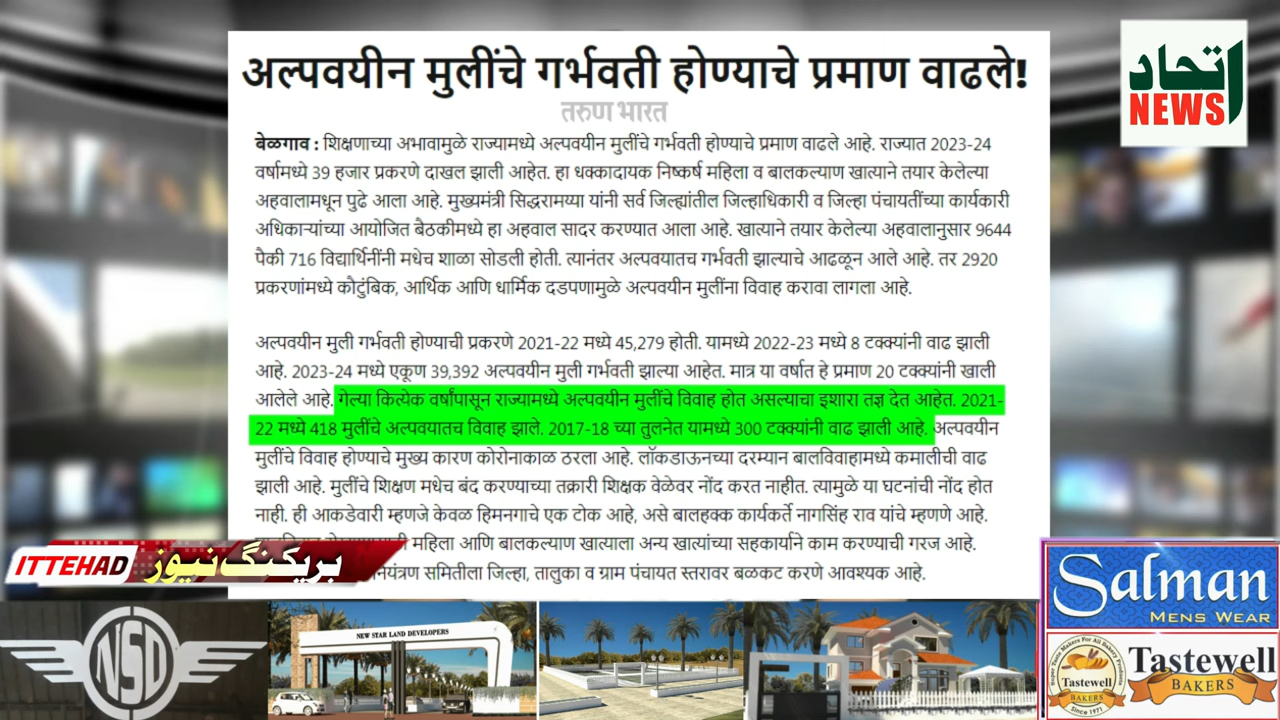 अल्पवयीन मुलींचे गर्भवती होण्याचे प्रमाण वाढले!
तरुण भारत
اتحاد
NEWS
बेळगाव : शिक्षणाच्या अभावामुळे राज्यामध्ये अल्पवयीन मुलींचे गर्भवती होण्याचे प्रमाण वाढले आहे. राज्यात 2023-24
वर्षामध्ये 39 हजार प्रकरणे दाखल झाली आहेत. हा धक्कादायक निष्कर्ष महिला व बालकल्याण खात्याने तयार केलेल्या
अहवालामधून पुढे आला आहे. मुख्यमंत्री सिद्धरामय्या यांनी सर्व जिल्ह्यांतील जिल्हाधिकारी व जिल्हा पंचायतींच्या कार्यकारी
अधिकाऱ्यांच्या आयोजित बैठकीमध्ये हा अहवाल सादर करण्यात आला आहे. खात्याने तयार केलेल्या अहवालानुसार 9644
पैकी 716 विद्यार्थिनींनी मधेच शाळा सोडली होती. त्यानंतर अल्पवयातच गर्भवती झाल्याचे आढळून आले आहे. तर 2920
प्रकरणांमध्ये कौटुंबिक, आर्थिक आणि धार्मिक दडपणामुळे अल्पवयीन मुलींना विवाह करावा लागला आहे.
अल्पवयीन मुली गर्भवती होण्याची प्रकरणे 2021-22 मध्ये 45,279 होती. यामध्ये 2022-23 मध्ये 8 टक्क्यांनी वाढ झाली
आहे. 2023-24 मध्ये एकूण 39,392 अल्पवयीन मुली गर्भवती झाल्या आहेत. मात्र या वर्षात हे प्रमाण 20 टक्क्यांनी खाली
आलेले आहे. गेल्या कित्येक वर्षांपासून राज्यामध्ये अल्पवयीन मुलींचे विवाह होत असल्याचा इशारा तज्ञ देत आहेत. 2021-
22 मध्ये 418 मुलींचे अल्पवयातच विवाह झाले. 2017-18 च्या तुलनेत यामध्ये 300 टक्क्यांनी वाढ झाली आहे. अल्पवयीन
मुलींचे विवाह होण्याचे मुख्य कारण कोरोनाकाळ ठरला आहे. लॉकडाऊनच्या दरम्यान बालविवाहामध्ये कमालीची वाढ
झाली आहे. मुलींचे शिक्षण मधेच बंद करण्याच्या तक्रारी शिक्षक वेळेवर नोंद करत नाहीत. त्यामुळे या घटनांची नोंद होत
नाही. ही आकडेवारी म्हणजे केवळ हिमनगाचे एक टोक आहे, असे बालहक्क कार्यकर्ते नागसिंह राव यांचे म्हणणे आहे.
महिला आणि बालकल्याण खात्याला अन्य खात्यांच्या सहकार्याने काम करण्याची गरज आहे.
समितीला जिल्हा, तालुका व ग्राम पंचायत स्तरावर बळकट करणे आवश्यक आहे.
ITTEHAD بریکنگ نیوز
NSD
NEW STAR LAND DEVELOPERS
Salman
MENS WEAR
Tastewell
BAKERS
Since 1971
Tastewell
BAKERS